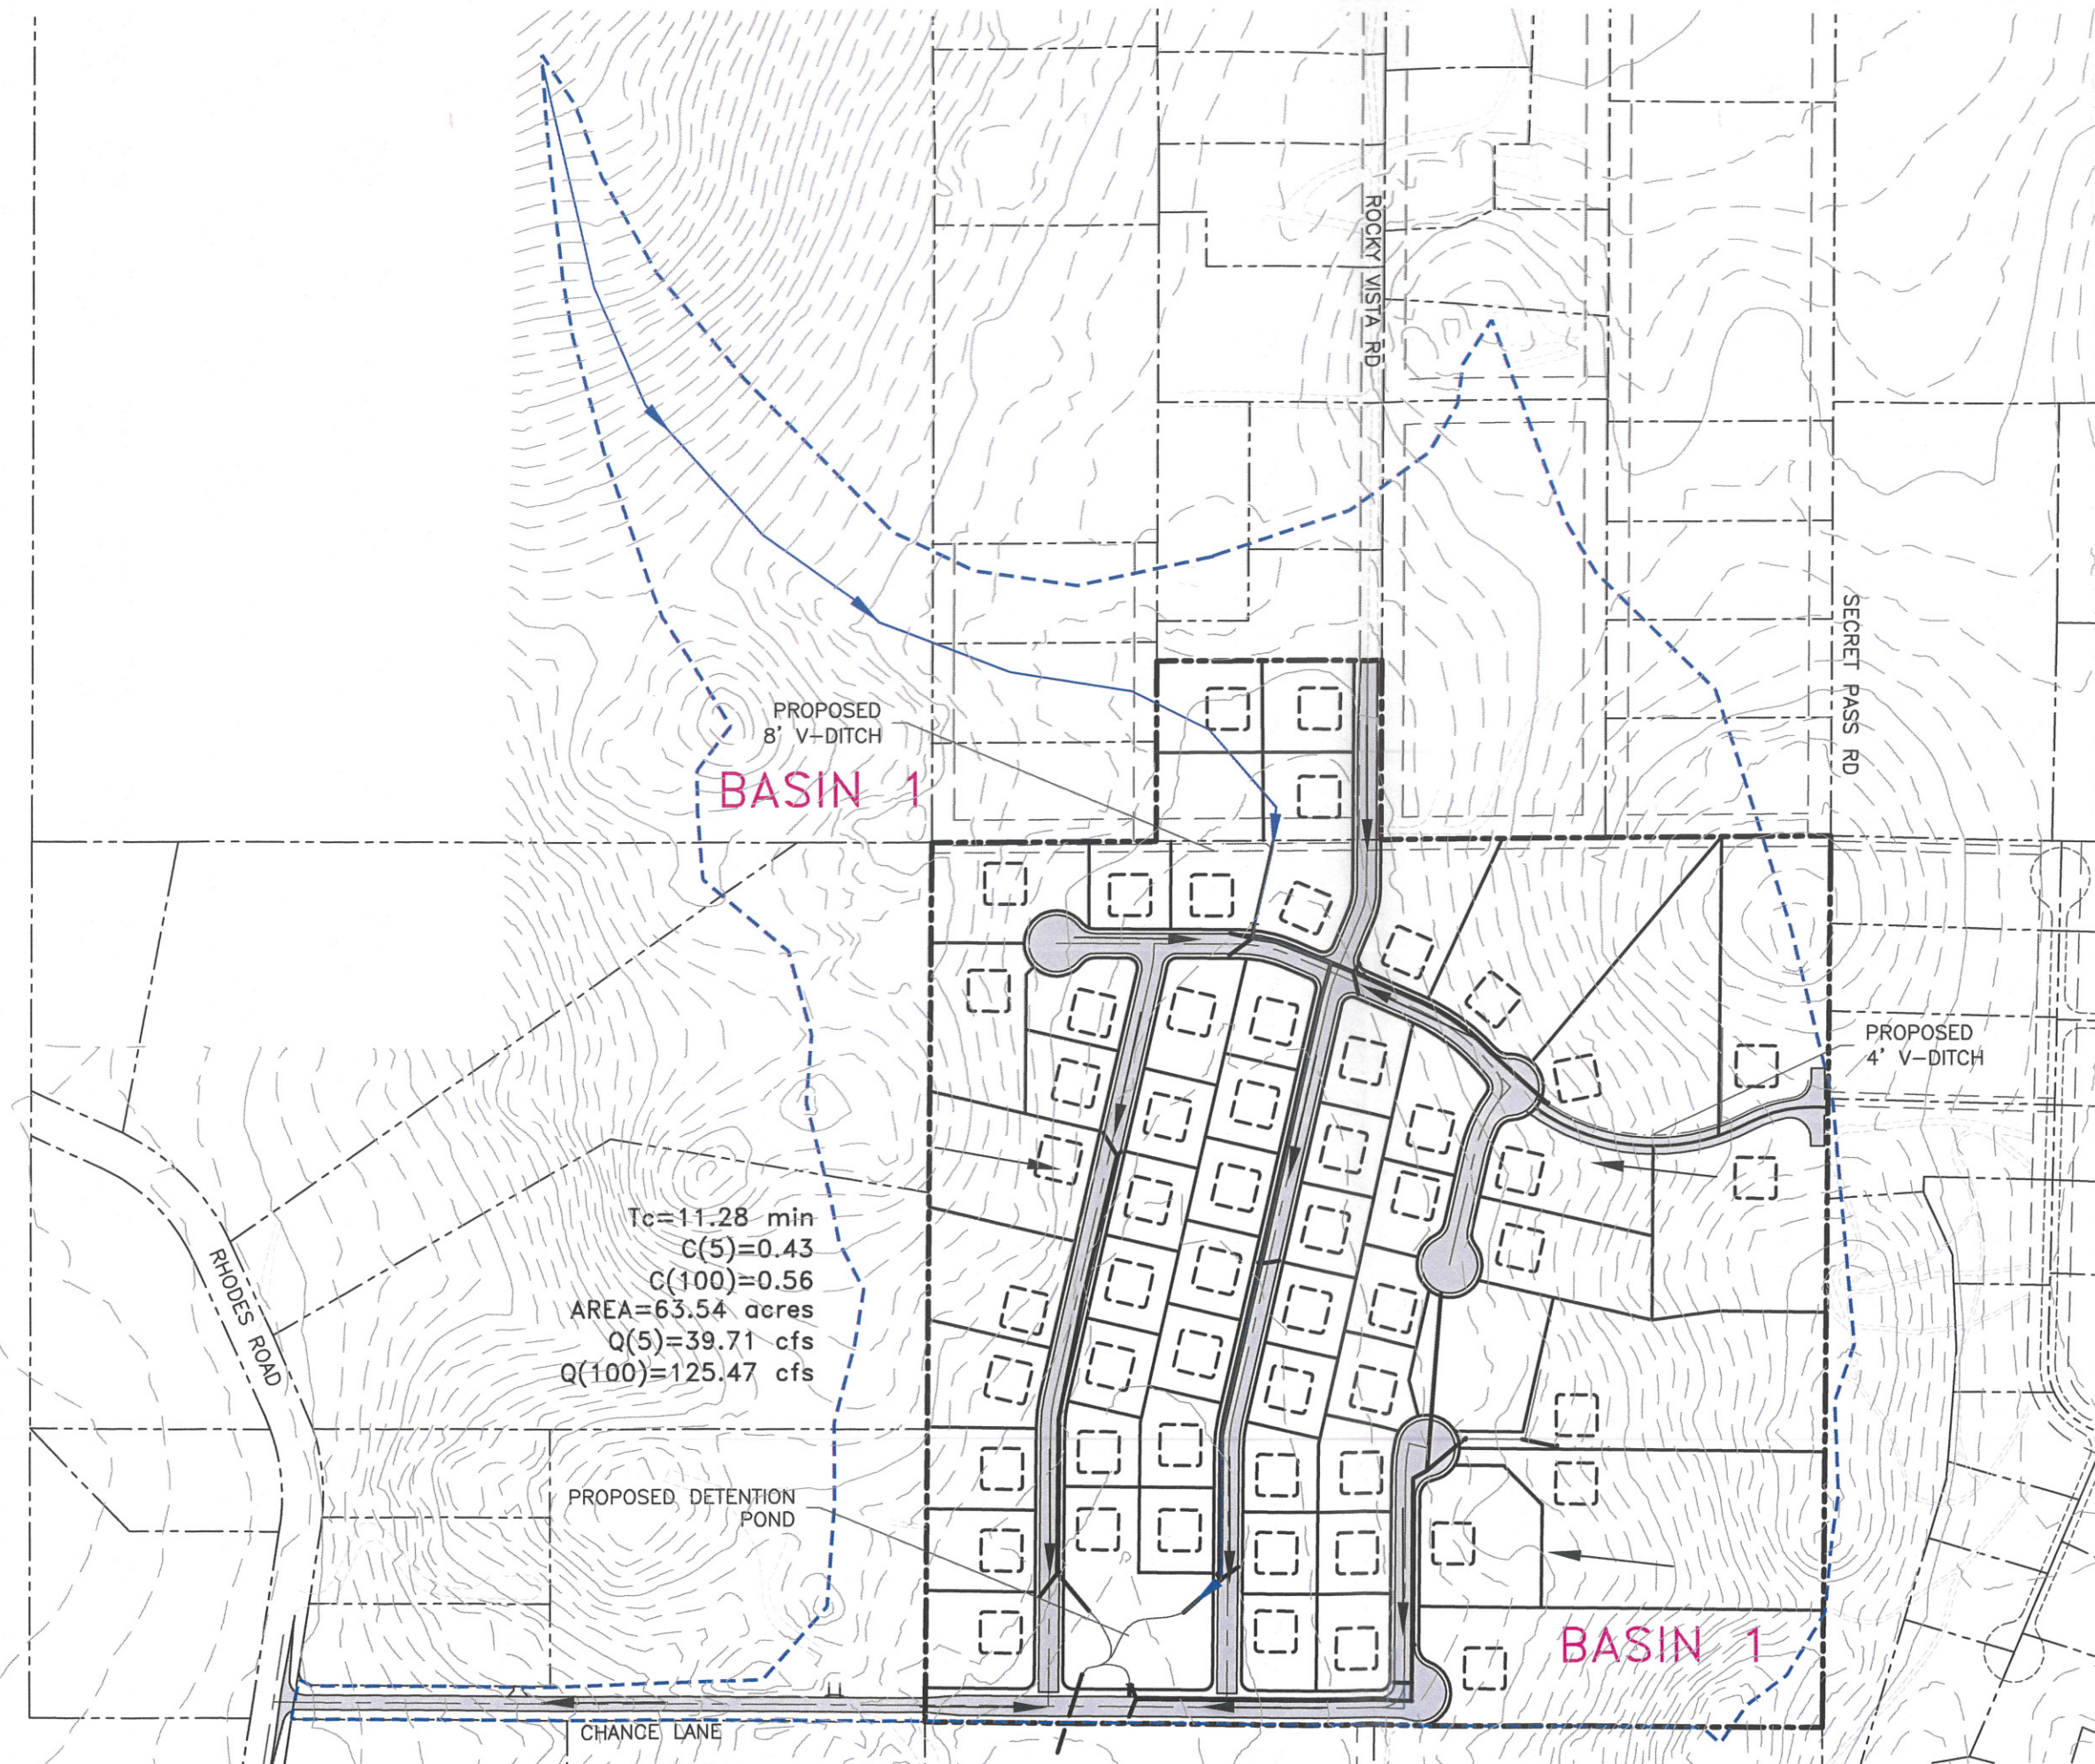 ROCKY VISTA RD
SECRET PASS RD
PROPOSED
8' V-DITCH
BASIN 1
PROPOSED
4' V-DITCH
Tc=11.28 min
C(5)=0.43
C(100)=0.56
AREA=63.54 acres
Q(5)=39.71 cfs
Q(100)=125.47 cfs
RHODES ROAD
PROPOSED DETENTION
POND
BASIN 1
CHANCE LANE